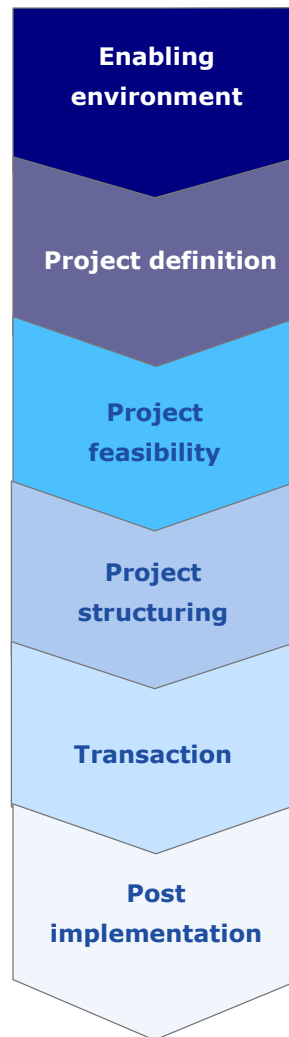 Enabling
environment
Project definition
Project
feasibility
Project
structuring
Transaction
Post
implementation